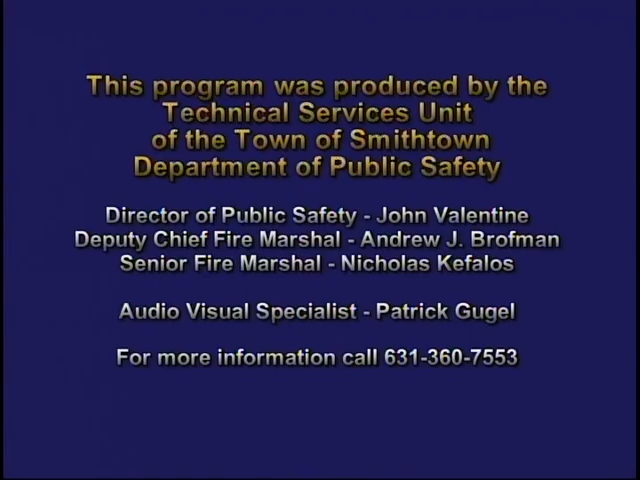 This program was produced by the
Technical Services Unit
of the Town of Smithtown
Department of Public Safety
Director of Public Safety - John Valentine
Deputy Chief Fire Marshal - Andrew J. Brofman
Senior Fire Marshal - Nicholas Kefalos
Audio Visual Specialist - Patrick Gugel
For more information call 631-360-7553